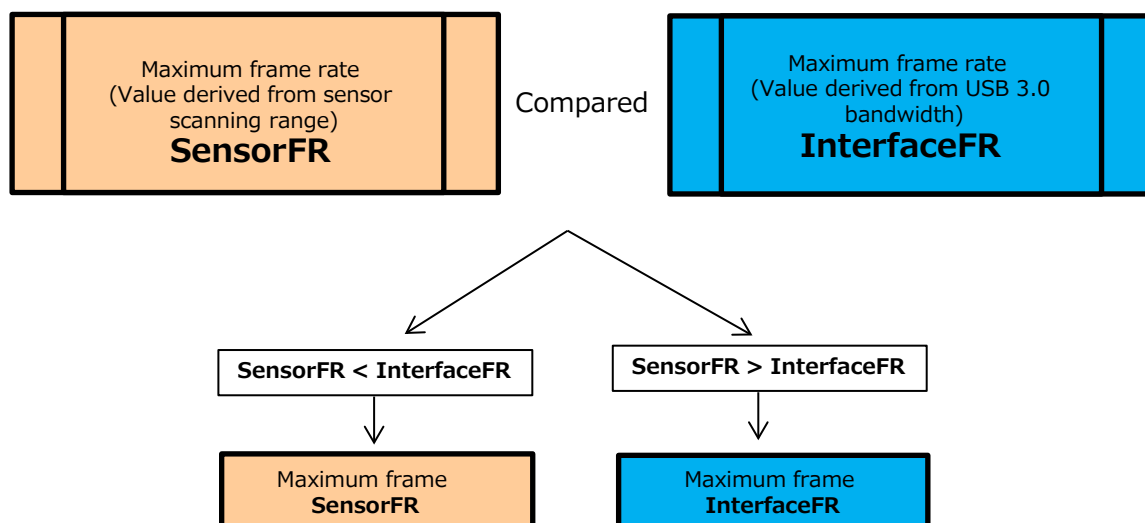 Maximum frame rate
(Value derived from sensor
scanning range)
SensorFR
Compared
Maximum frame rate
(Value derived from USB 3.0
bandwidth)
InterfaceFR
SensorFR < InterfaceFR
SensorFR > InterfaceFR
Maximum frame
SensorFR
Maximum frame
InterfaceFR